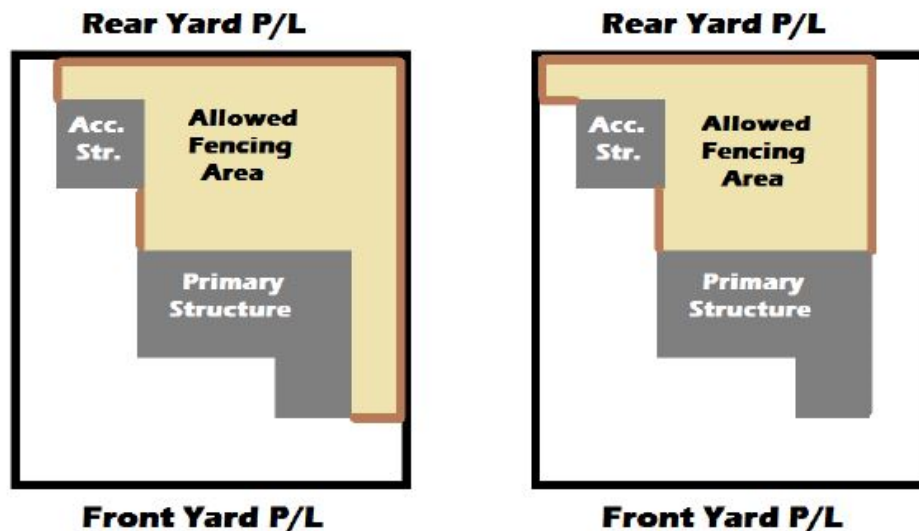 Rear Yard P/L
Acc.
Str.
Allowed
Fencing
Area
Primary
Structure
Front Yard P/L
Rear Yard P/L
Acc.
Str.
Allowed
Fencing
Area
Primary
Structure
Front Yard P/L